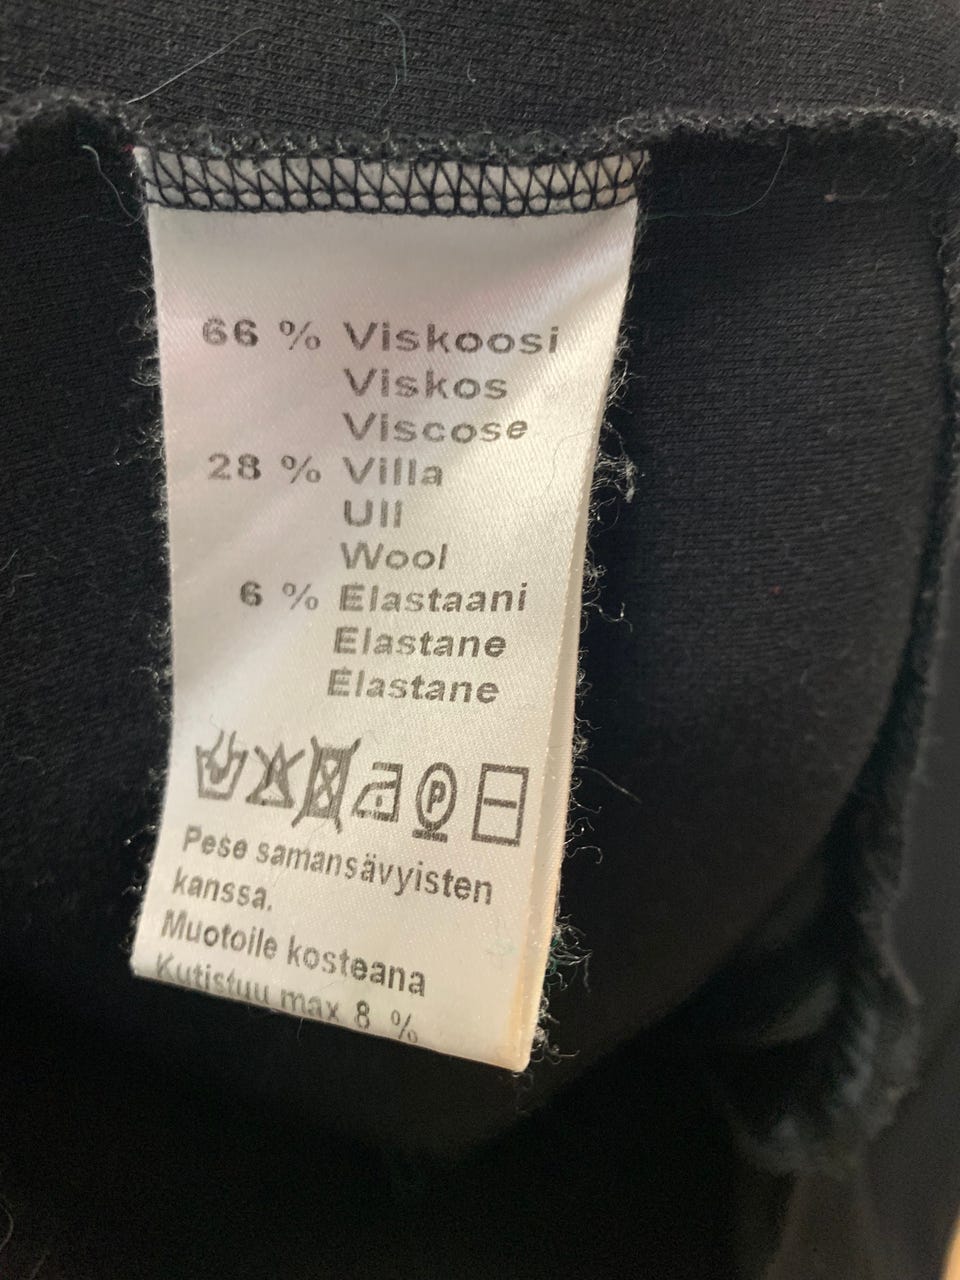 66 % Viskoosi
Viskos
Viscose
28 % Villa
Ull
Wool
6 % Elastaani
Elastane
Elastane
P
Pese samansävyisten
kanssa.
Muotoile kosteana
Kutistuu max 8 %